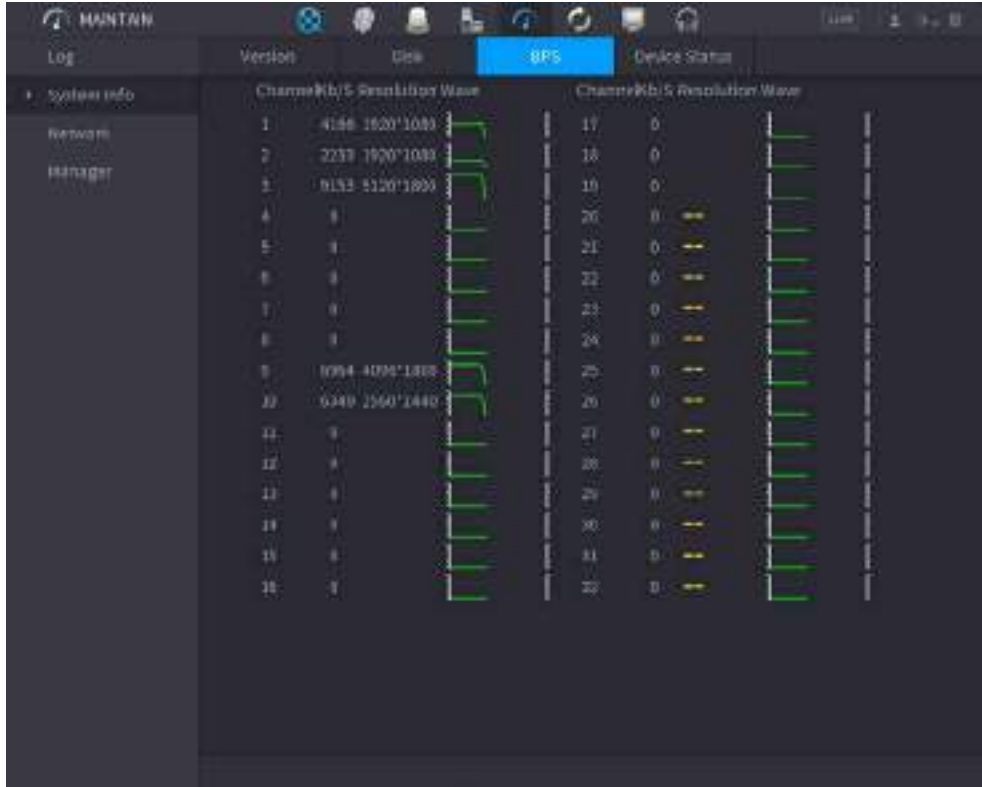 MAINTAIN
LIVE
Log
Version
Disk
BPS
Device Status
System Info
Network
Manager
Channel Kb/S Resolution Wave
Channel Kb/S Resolution Wave
1 4166 1920*1080
17 0
2 2233 1920*1080
18 0
3 9153 5120*1800
19 0
4 0
20 0 --
5 0
21 0 --
6 0
22 0 --
7 0
23 0 --
8 0
24 0 --
9 6964 4096*1800
25 0 --
10 6349 2560*1440
26 0 --
11 0
27 0 --
12 0
28 0 --
13 0
29 0 --
14 0
30 0 --
15 0
31 0 --
16 0
32 0 --